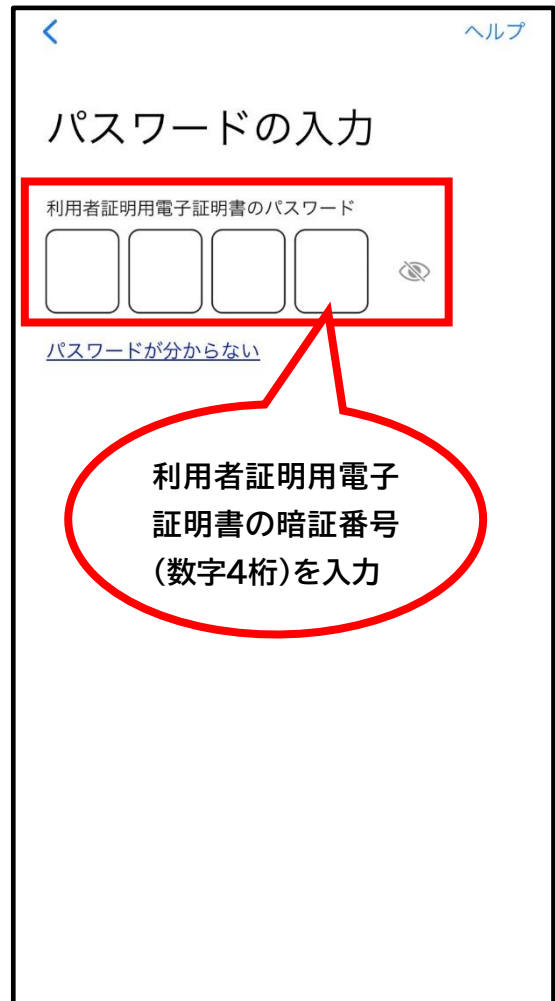 ヘルプ
パスワードの入力
利用者証明用電子証明書のパスワード
パスワードが分からない
利用者証明用電子
証明書の暗証番号
(数字4桁)を入力